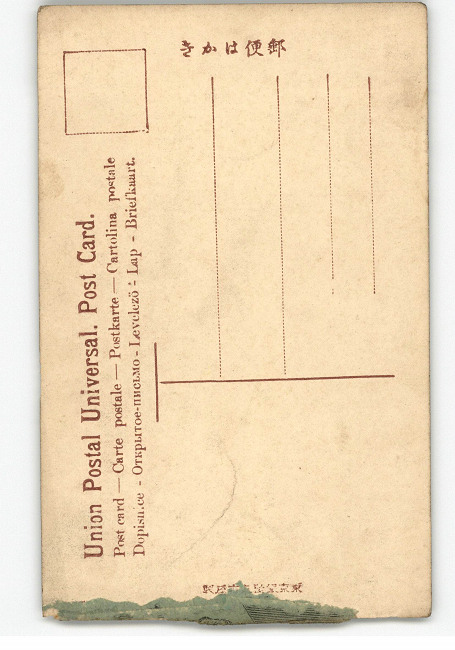 きかは便郵
Union Postal Universal. Post Card.
Post card — Carte postale — Postkarte — Cartolina postale
- Открытое-письмо - Levelező - Lap - Briefkaart.